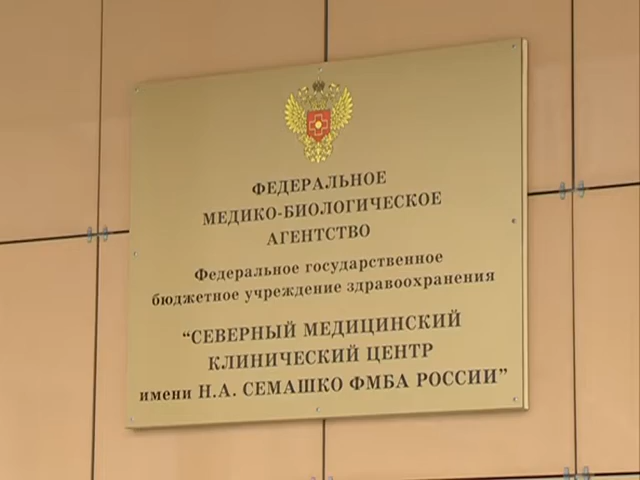 ФЕДЕРАЛЬНОЕ
МЕДИКО-БИОЛОГИЧЕСКОЕ
АГЕНТСТВО
Федеральное государственное
бюджетное учреждение здравоохранения
“СЕВЕРНЫЙ МЕДИЦИНСКИЙ
КЛИНИЧЕСКИЙ ЦЕНТР
имени Н.А. СЕМАШКО ФМБА РОССИИ”